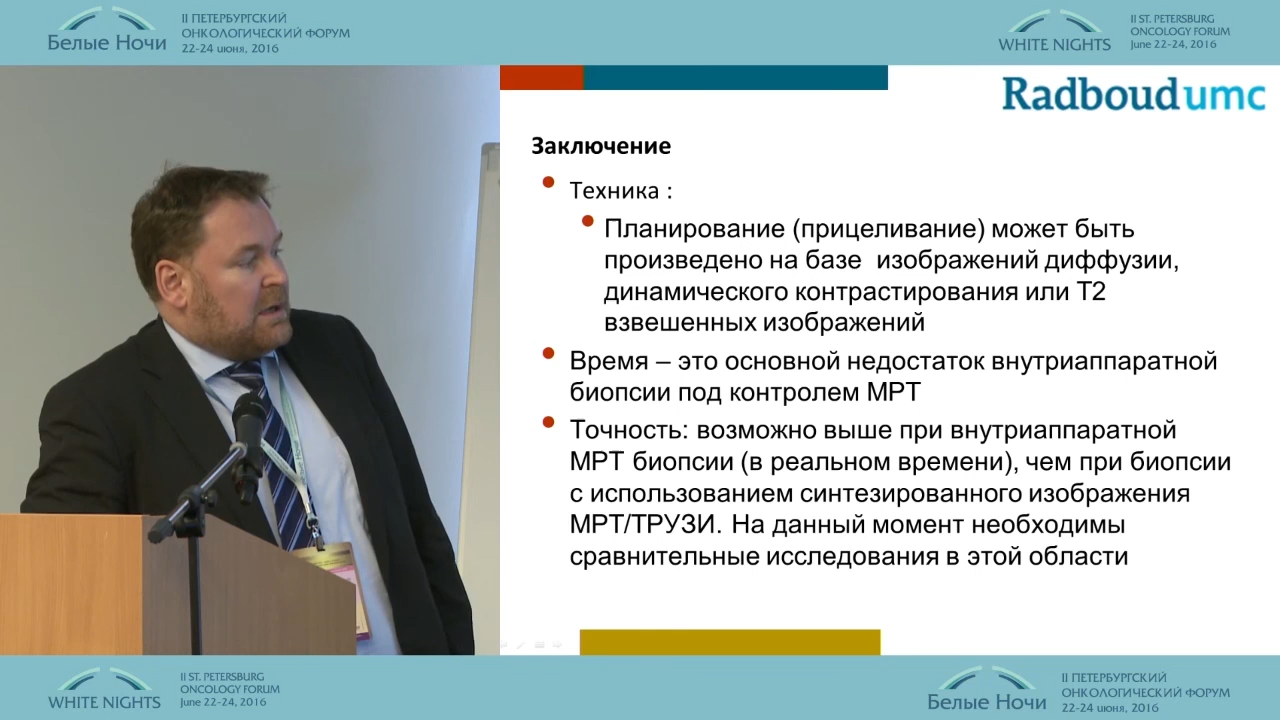 Белые Ночи
II ПЕТЕРБУРГСКИЙ
ОНКОЛОГИЧЕСКИЙ ФОРУМ
22-24 июня, 2016
WHITE NIGHTS
II ST. PETERSBURG
ONCOLOGY FORUM
June 22-24, 2016
Radboudumc
Заключение
Техника :
Планирование (прицеливание) может быть
произведено на базе изображений диффузии,
динамического контрастирования или Т2
взвешенных изображений
Время – это основной недостаток внутриаппаратной
биопсии под контролем МРТ
Точность: возможно выше при внутриаппаратной
МРТ биопсии (в реальном времени), чем при биопсии
с использованием синтезированного изображения
МРТ/ТРУЗИ. На данный момент необходимы
сравнительные исследования в этой области
WHITE NIGHTS
II ST. PETERSBURG
ONCOLOGY FORUM
June 22-24, 2016
Белые Ночи
II ПЕТЕРБУРГСКИЙ
ОНКОЛОГИЧЕСКИЙ ФОРУМ
22-24 июня, 2016